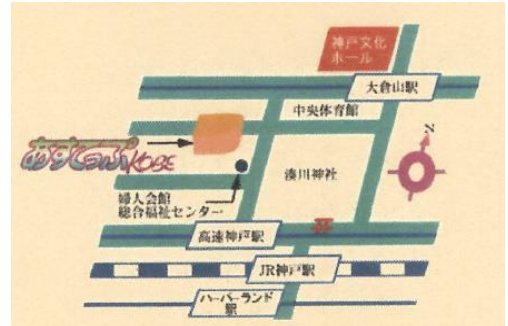 神戸文化
ホール
大倉山駅
中央体育館
あすてっぷKOBE
湊川神社
婦人会館
総合福祉センター
高速神戸駅
JR神戸駅
ハーバーランド
駅
N